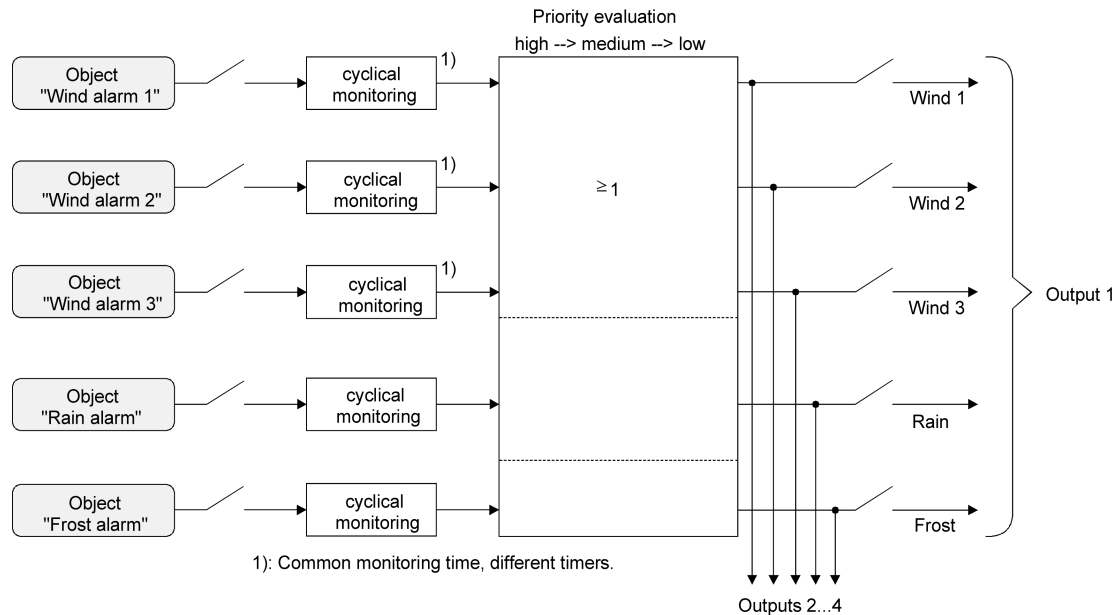 Priority evaluation
high --> medium --> low
Object
"Wind alarm 1"
cyclical
monitoring
1)
Wind 1
Object
"Wind alarm 2"
cyclical
monitoring
1)
≥1
Wind 2
Object
"Wind alarm 3"
cyclical
monitoring
1)
Wind 3
Output 1
Object
"Rain alarm"
cyclical
monitoring
Rain
Object
"Frost alarm"
cyclical
monitoring
Frost
1): Common monitoring time, different timers.
Outputs 2...4